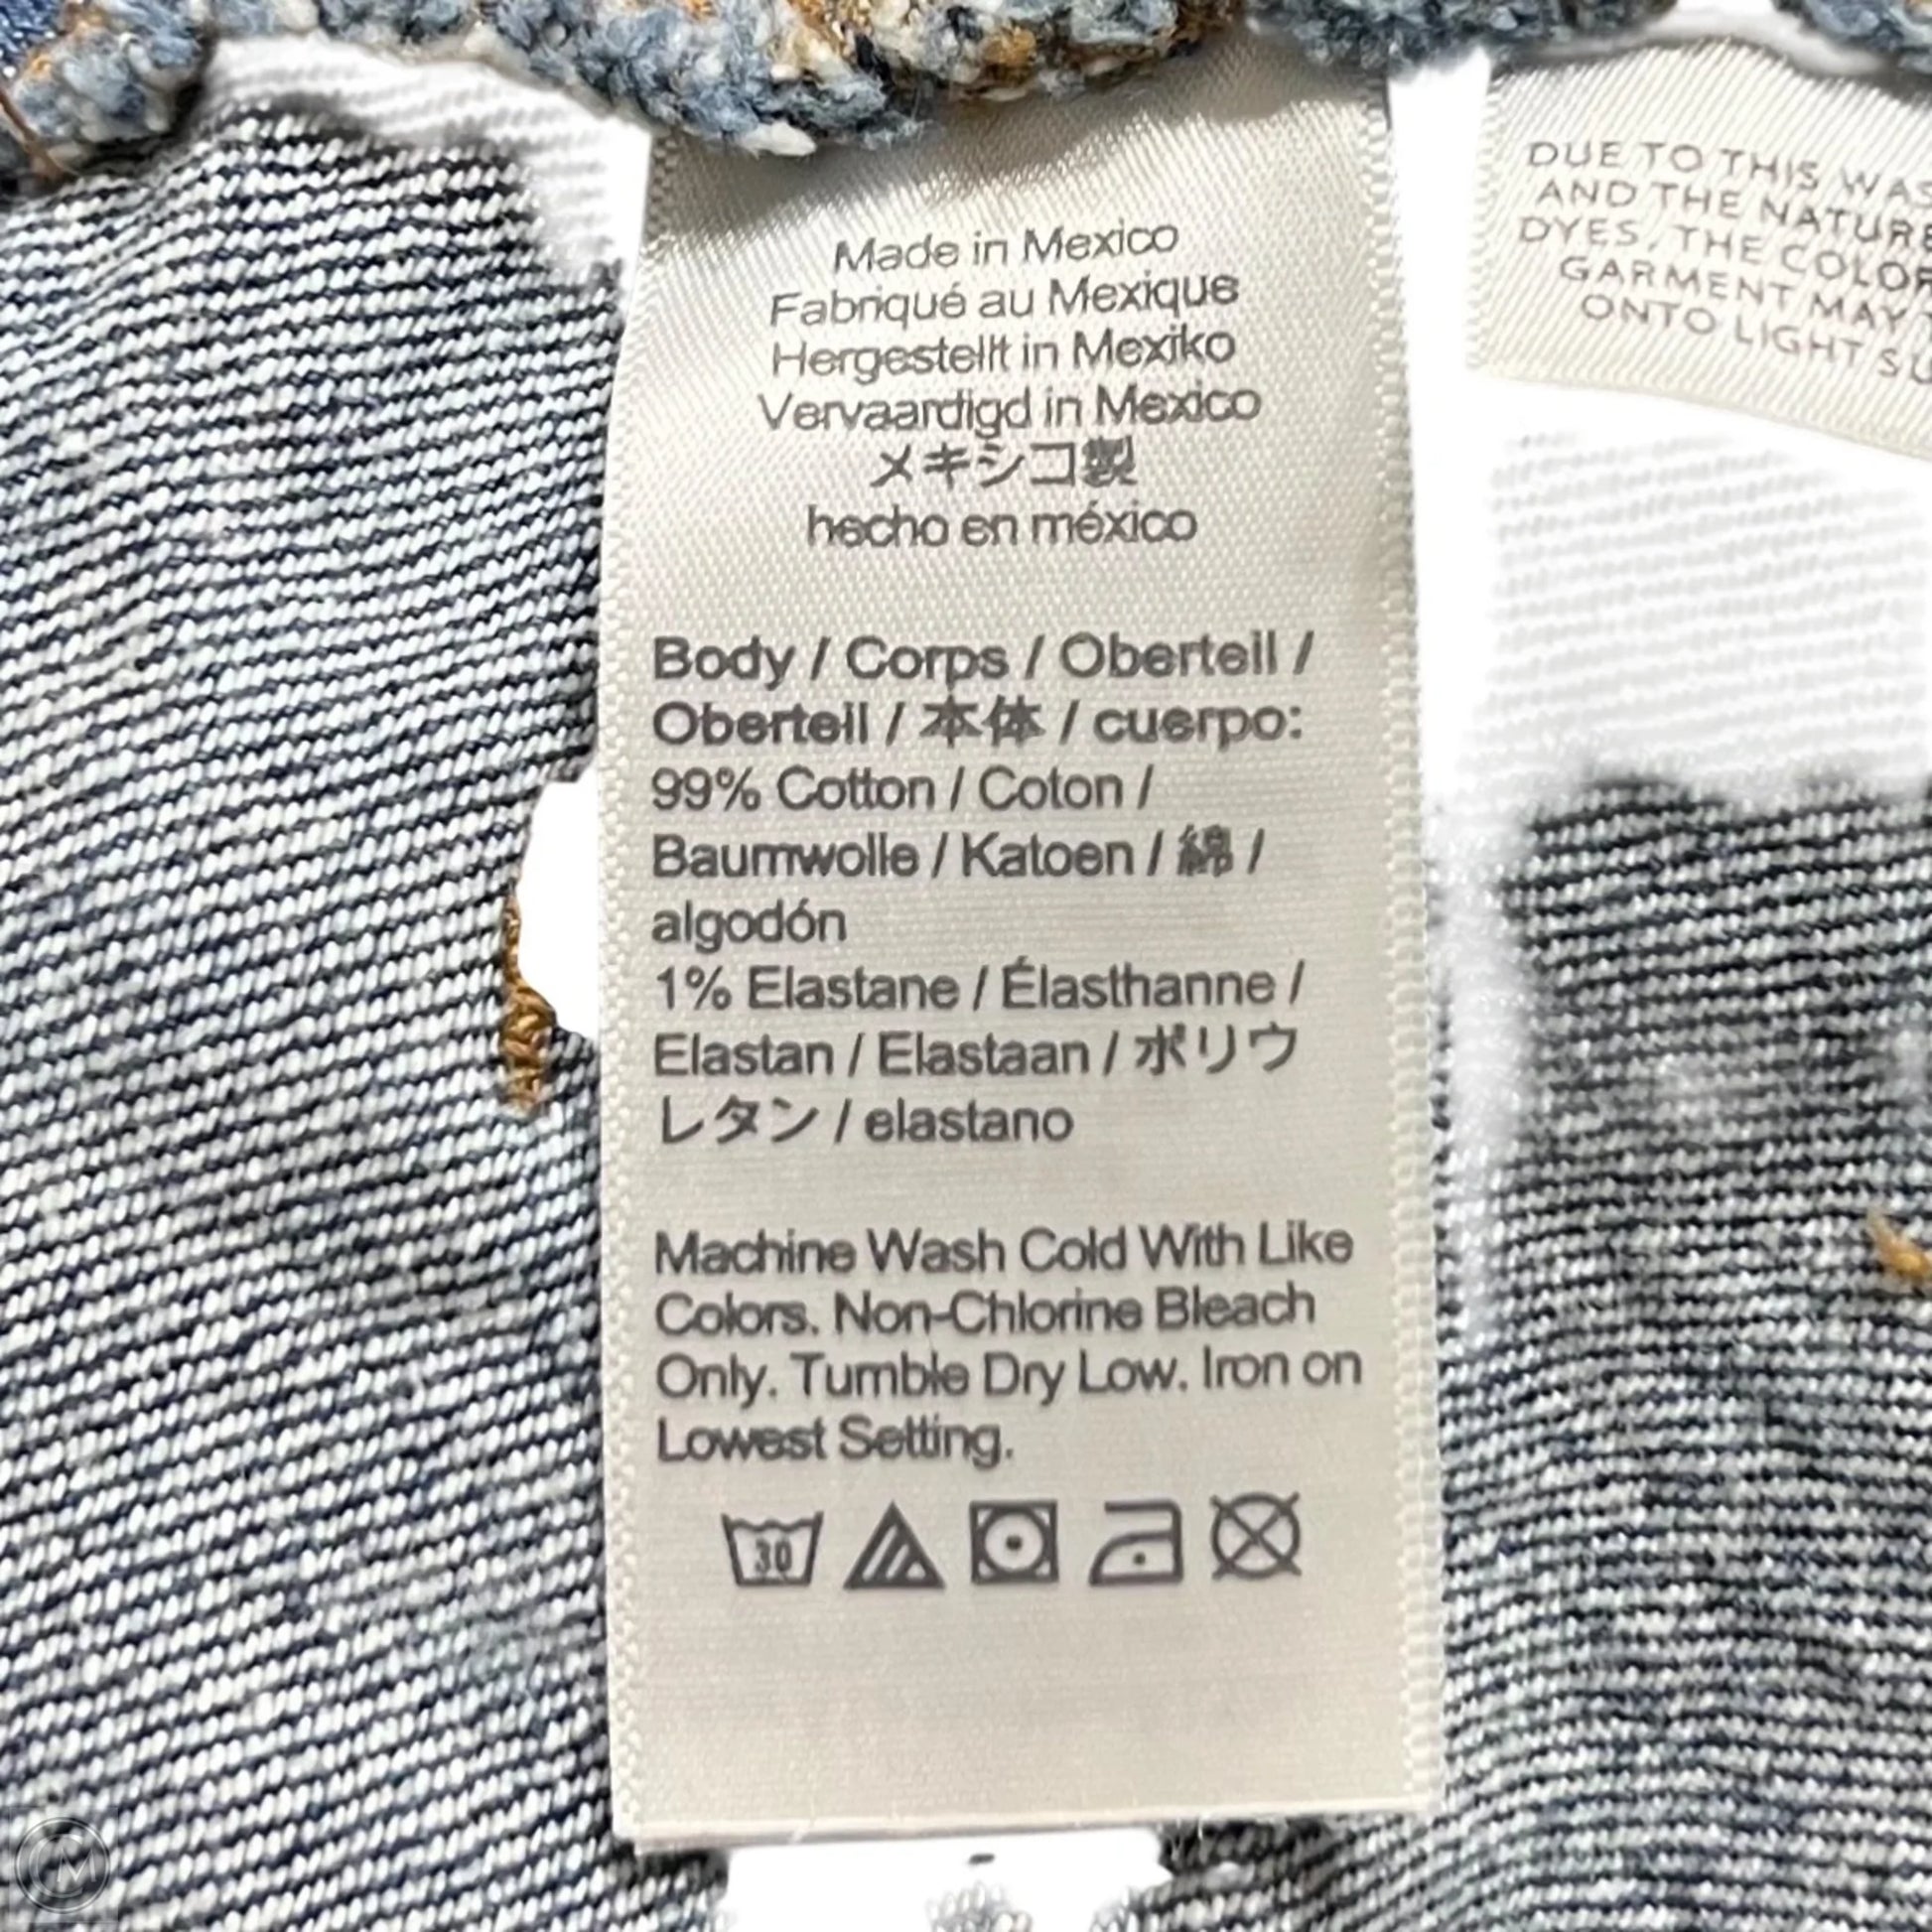 Made in Mexico
Fabriqué au Mexique
Hergestellt in Mexiko
Vervaardigd in Mexico
メキシコ製
hecho en méxico
Body / Corps / Oberteil /
Oberteil / 本体 / cuerpo:
99% Cotton / Coton /
Baumwolle / Katoen / 綿 /
algodón
1% Elastane / Élasthanne /
Elastan / Elastaan / ポリウ
レタン / elastano
Machine Wash Cold With Like
Colors. Non-Chlorine Bleach
Only. Tumble Dry Low. Iron on
Lowest Setting.
30
DUE TO THIS
AND THE NATURE
DYES, THE COLOR
GARMENT MAY
ONTO LIGHT